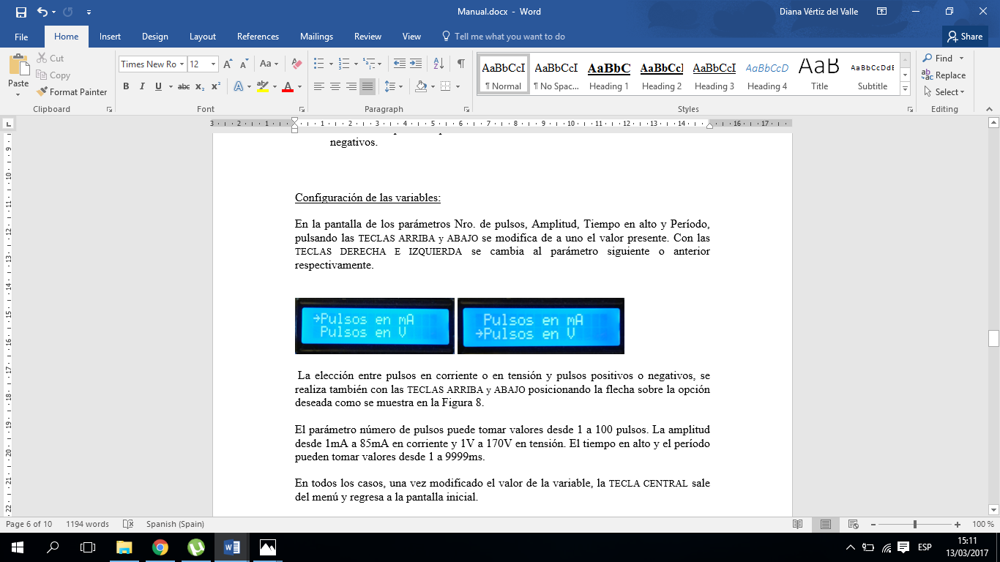 Manual.docx - Word
Diana Vértiz del Valle
File
Home
Insert
Design
Layout
References
Mailings
Review
View
Tell me what you want to do
Share
Paste
Cut
Copy
Format Painter
Clipboard
Times New Ro
12
Font
Paragraph
AaBbCcI
¶ Normal
AaBbCcI
¶ No Spac...
AaBbC
Heading 1
AaBbCcI
Heading 2
AaBbCcI
Heading 3
AaBbCcD
Heading 4
AaB
Title
AaBbCcDdE
Subtitle
Styles
Find
Replace
Select
Editing
negativos.
Configuración de las variables:
En la pantalla de los parámetros Nro. de pulsos, Amplitud, Tiempo en alto y Período,
pulsando las TECLAS ARRIBA y ABAJO se modifica de a uno el valor presente. Con las
TECLAS DERECHA E IZQUIERDA se cambia al parámetro siguiente o anterior
respectivamente.
→Pulsos en mA
Pulsos en V
Pulsos en mA
→Pulsos en V
La elección entre pulsos en corriente o en tensión y pulsos positivos o negativos, se
realiza también con las TECLAS ARRIBA y ABAJO posicionando la flecha sobre la opción
deseada como se muestra en la Figura 8.
El parámetro número de pulsos puede tomar valores desde 1 a 100 pulsos. La amplitud
desde 1mA a 85mA en corriente y 1V a 170V en tensión. El tiempo en alto y el período
pueden tomar valores desde 1 a 9999ms.
En todos los casos, una vez modificado el valor de la variable, la TECLA CENTRAL sale
del menú y regresa a la pantalla inicial.
Page 6 of 10
1194 words
Spanish (Spain)
100 %
ESP
15:11
13/03/2017